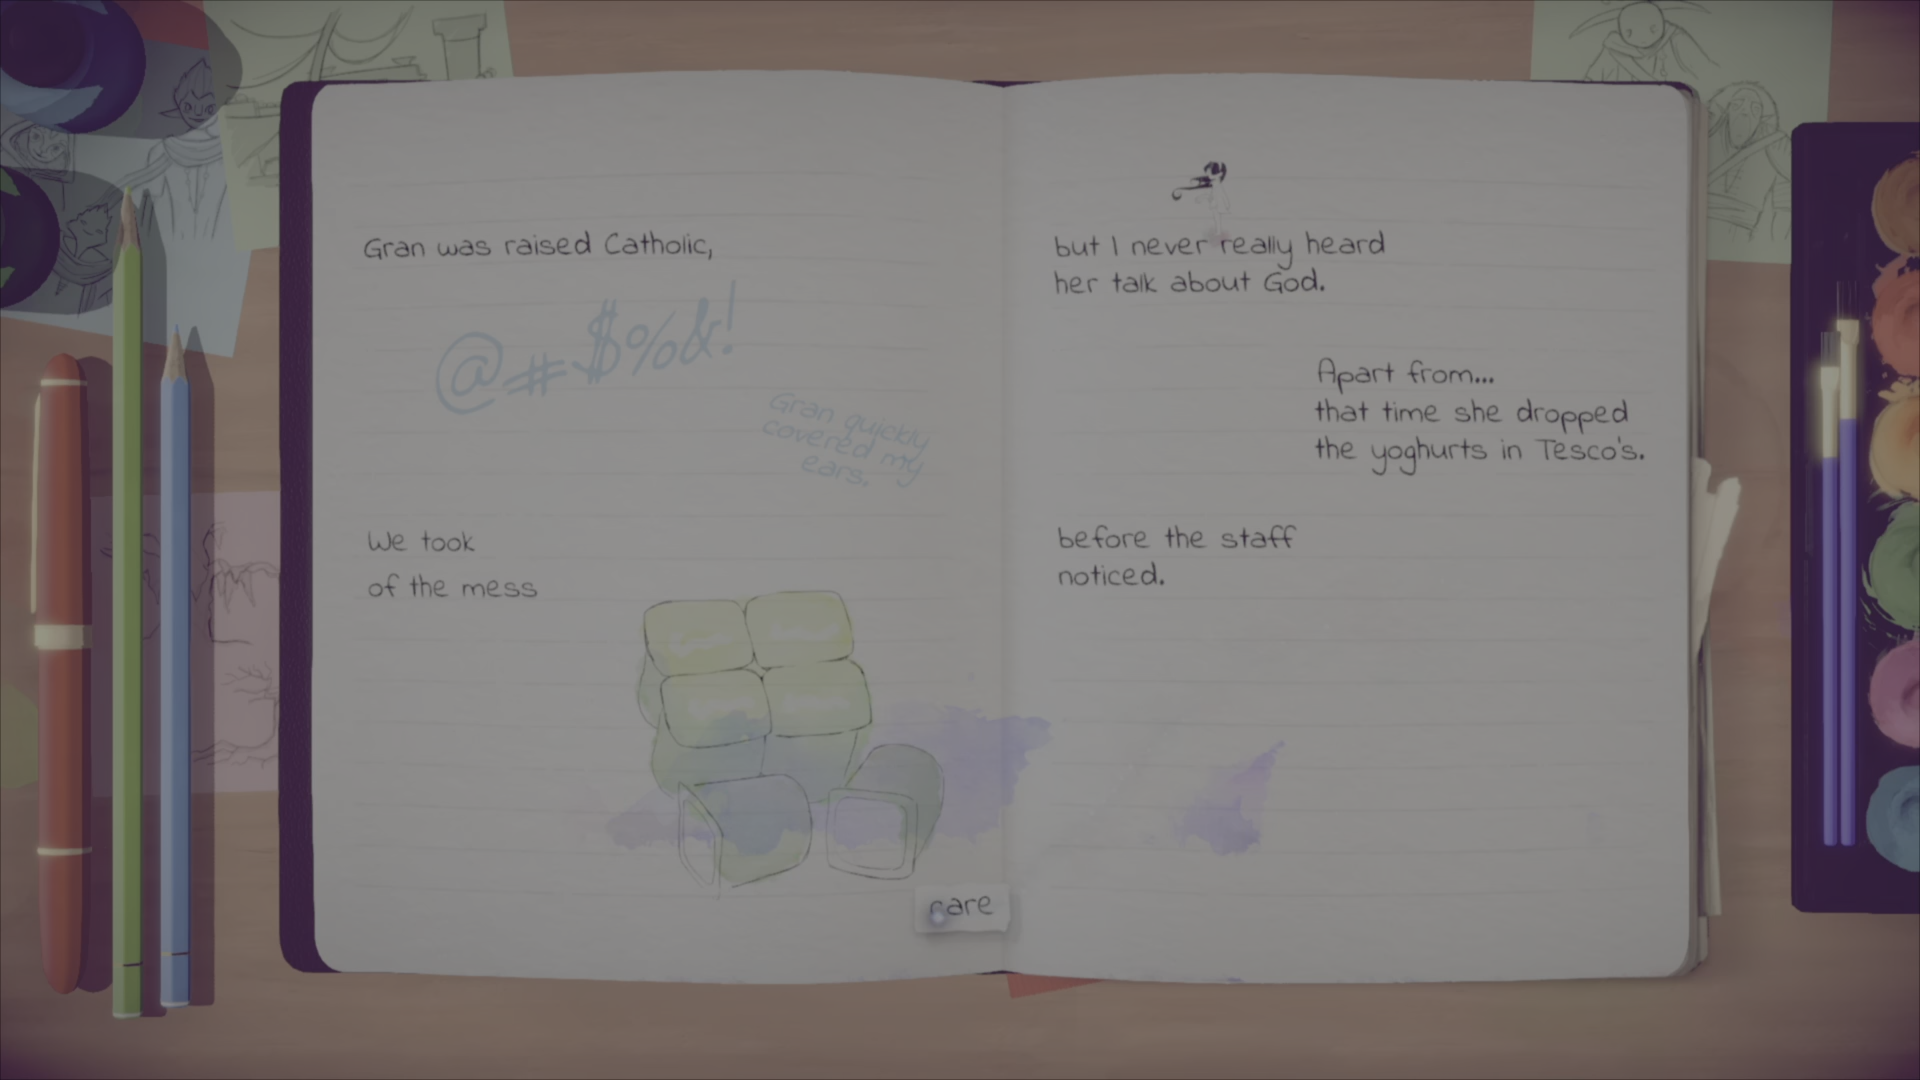 Gran was raised Catholic,
@#$%&!
Gran quickly
covered my
ears.
We took
of the mess
but I never really heard
her talk about God.
Apart from...
that time she dropped
the yoghurts in Tesco's.
before the staff
noticed.
care